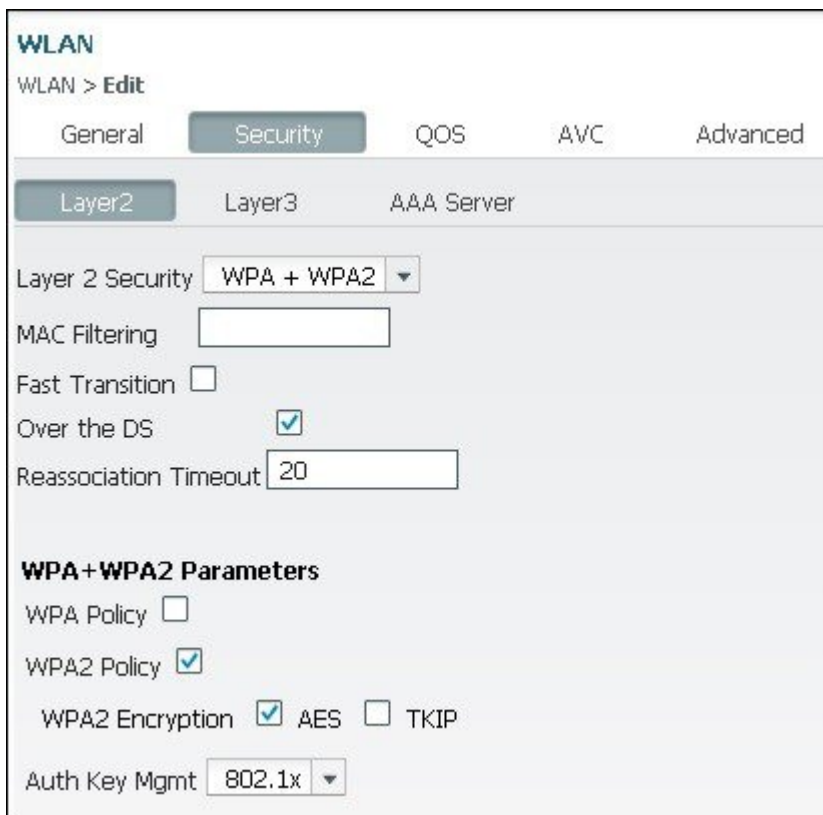 WLAN
WLAN > Edit
General Security QOS AVC Advanced
Layer2 Layer3 AAA Server
Layer 2 Security WPA + WPA2
MAC Filtering
Fast Transition
Over the DS
Reassociation Timeout 20
WPA+WPA2 Parameters
WPA Policy
WPA2 Policy
WPA2 Encryption AES TKIP
Auth Key Mgmt 802.1x